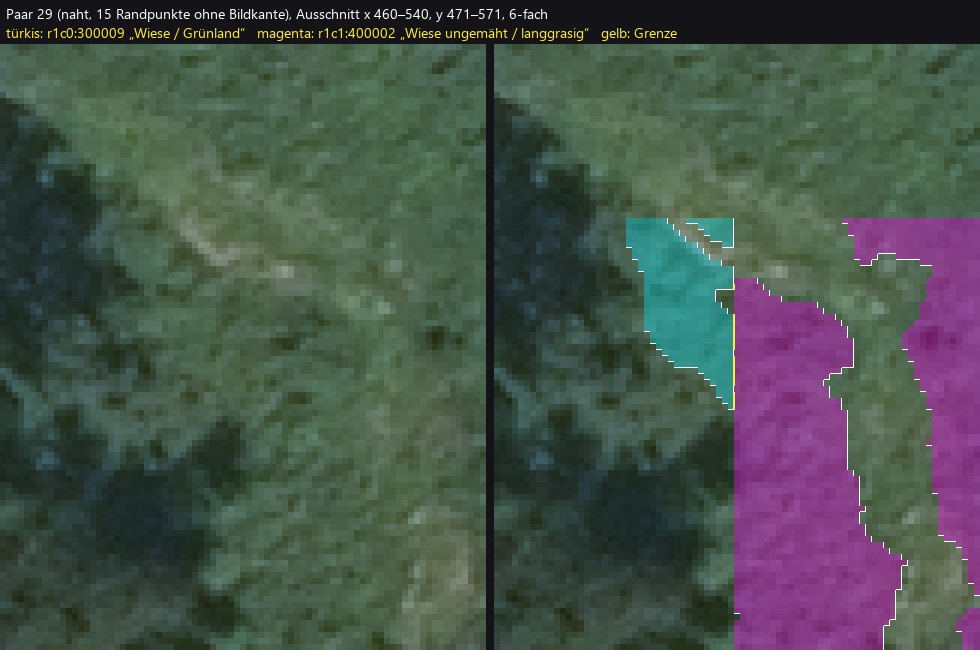 Paar 29 (naht, 15 Randpunkte ohne Bildkante), Ausschnitt x 460–540, y 471–571, 6-fach
türkis: r1c0:300009 „Wiese / Grünland“ magenta: r1c1:400002 „Wiese ungemäht / langgrasig“ gelb: Grenze